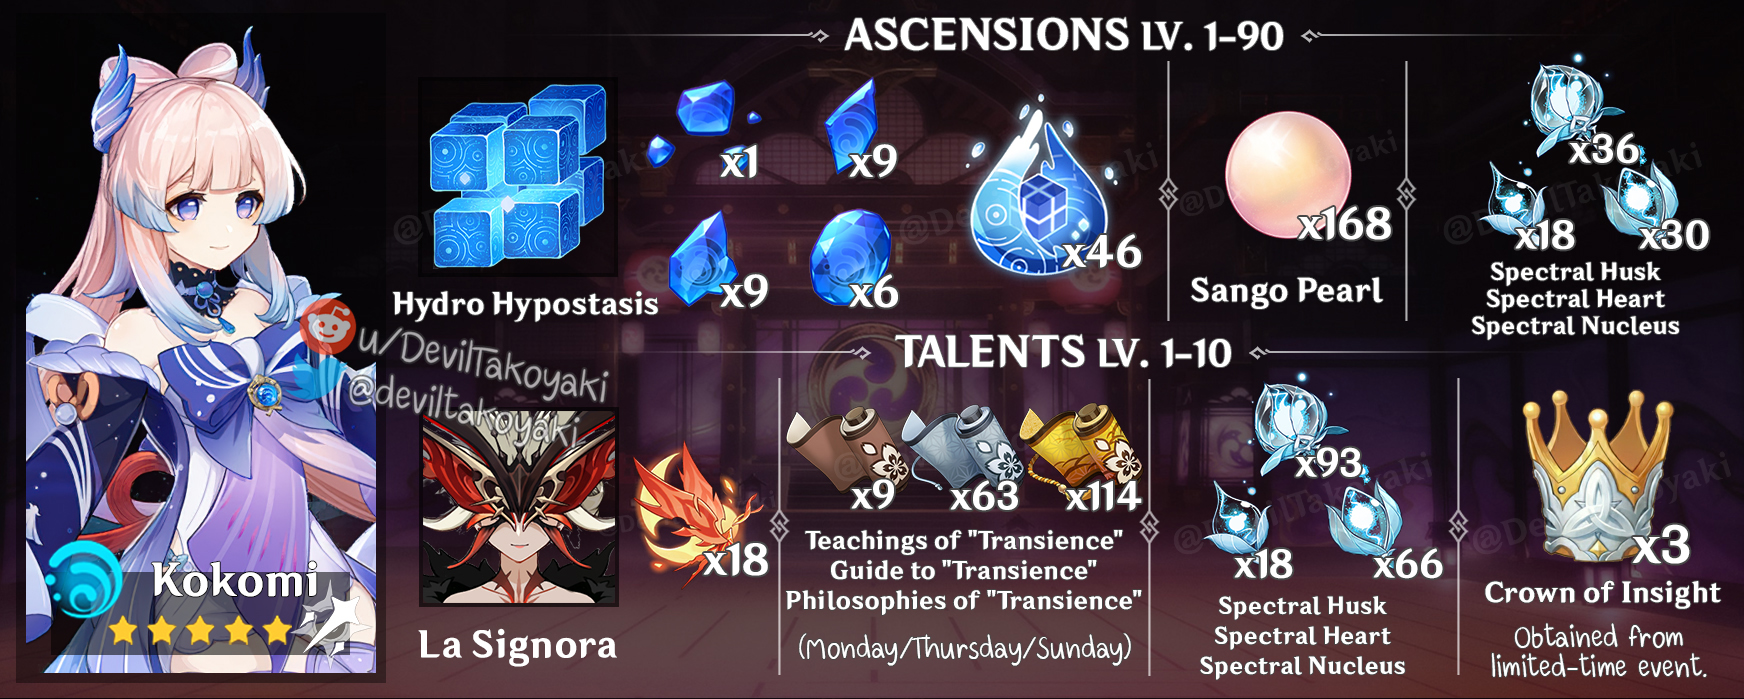 ASCENSIONS LV. 1-90
x1
x9
x9
x6
x46
x168
x36
x18
x30
Hydro Hypostasis
Sango Pearl
Spectral Husk
Spectral Heart
Spectral Nucleus
u/DevilTakoyaki
@deviltakoyaki
TALENTS LV. 1-10
x18
x9
x63
x114
Teachings of "Transience"
Guide to "Transience"
Philosophies of "Transience"
(Monday/Thursday/Sunday)
x93
x18
x66
Spectral Husk
Spectral Heart
Spectral Nucleus
x3
Crown of Insight
Obtained from
limited-time event.
Kokomi
La Signora
@DevilTakoyaki